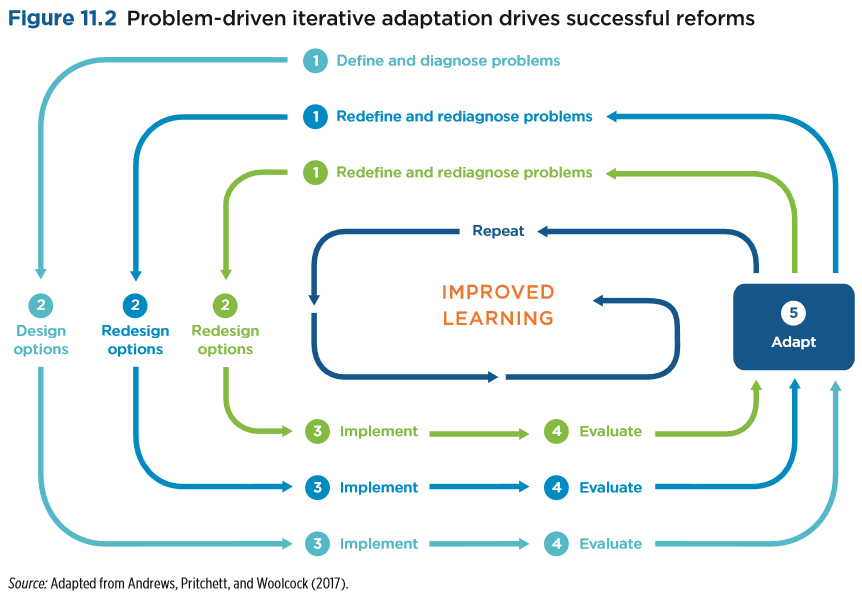 Figure 11.2 Problem-driven iterative adaptation drives successful reforms
1 Define and diagnose problems
1 Redefine and rediagnose problems
1 Redefine and rediagnose problems
Repeat
IMPROVED
LEARNING
2
Design
options
2
Redesign
options
2
Redesign
options
5
Adapt
3 Implement
4 Evaluate
3 Implement
4 Evaluate
3 Implement
4 Evaluate
Source: Adapted from Andrews, Pritchett, and Woolcock (2017).